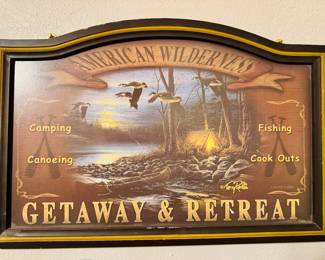 AMERICAN WILDERNESS
Camping
Fishing
Canoeing
Cook Outs
GETAWAY & RETREAT